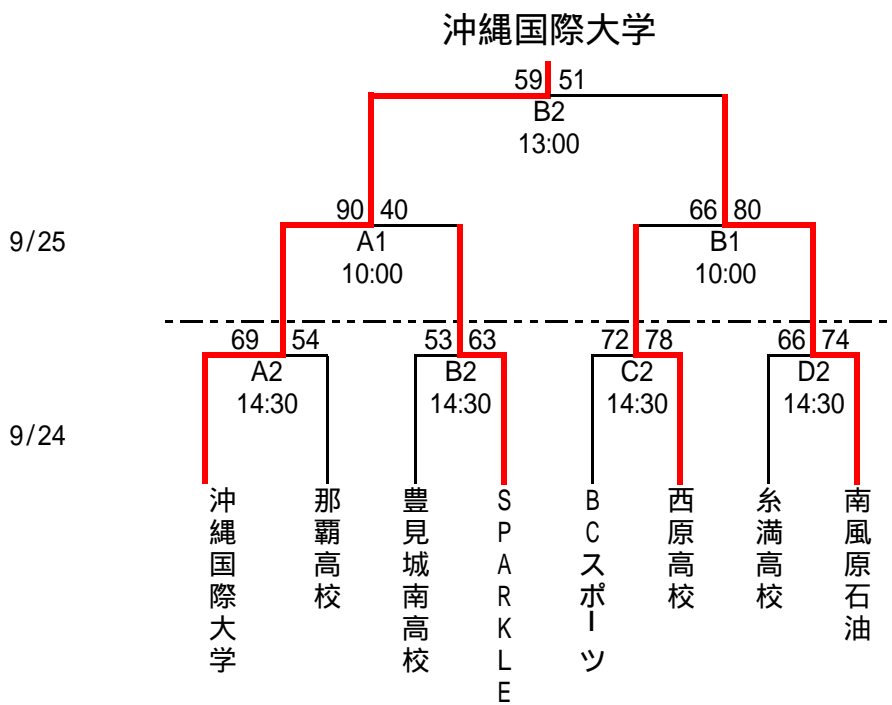 沖縄国際大学
59 51
B2
13:00
90 40
66 80
9/25
A1
B1
10:00
10:00
69 54
53 63
72 78
66 74
A2
B2
C2
D2
14:30
14:30
14:30
14:30
9/24
沖縄国際大学
那覇高校
豊見城南高校
SPARKLE
BCスポーツ
西原高校
糸満高校
南風原石油